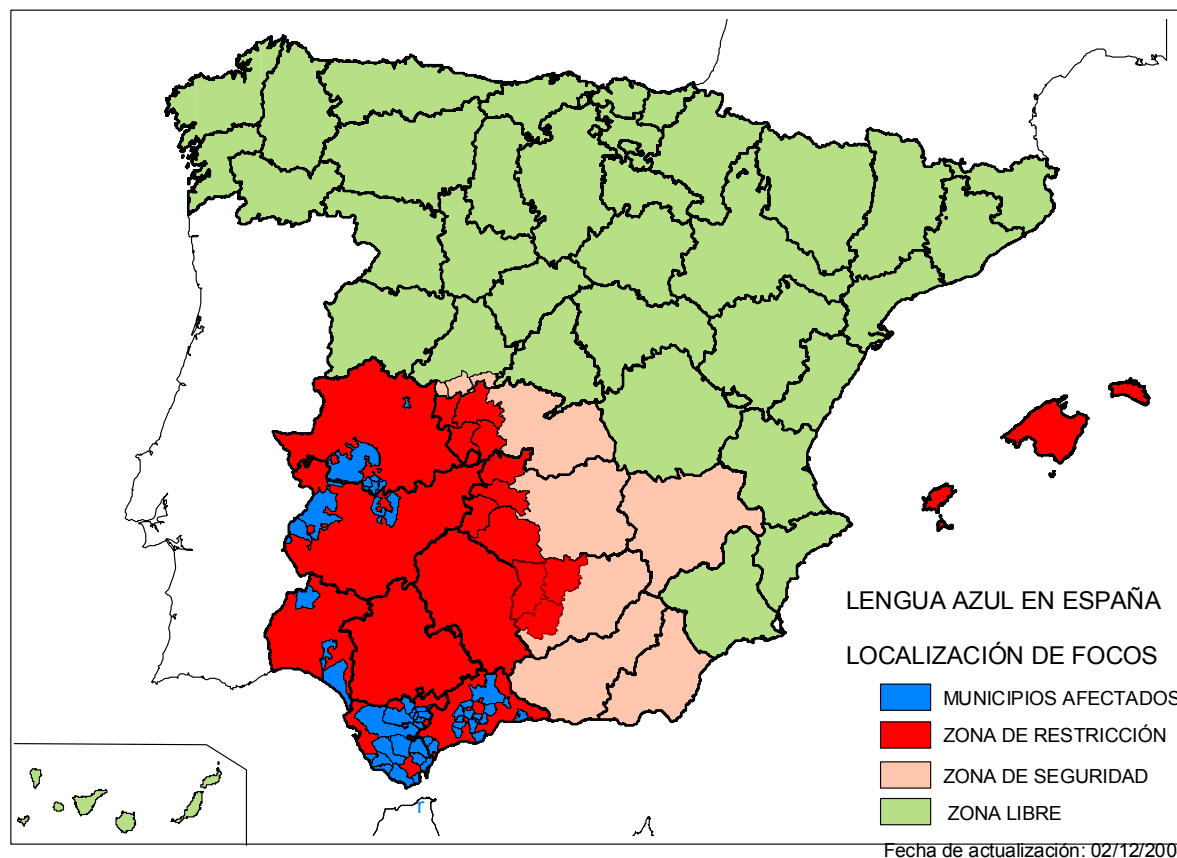 LENGUA AZUL EN ESPAÑA
LOCALIZACIÓN DE FOCOS
MUNICIPIOS AFECTADOS
ZONA DE RESTRICCIÓN
ZONA DE SEGURIDAD
ZONA LIBRE
Fecha de actualización: 02/12/200